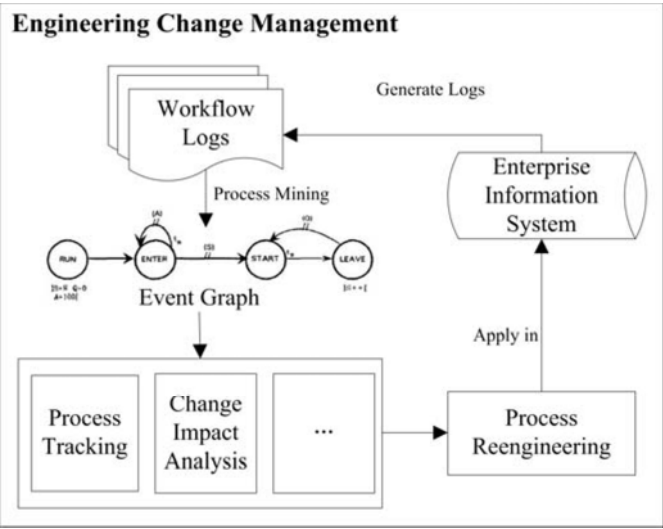 Engineering Change Management
Generate Logs
Workflow
Logs
Enterprise
Information
System
Process Mining
{A}
{S}
{Q}
RUN
ENTER
START
LEAVE
Event Graph
Apply in
Process
Tracking
Change
Impact
Analysis
...
Process
Reengineering